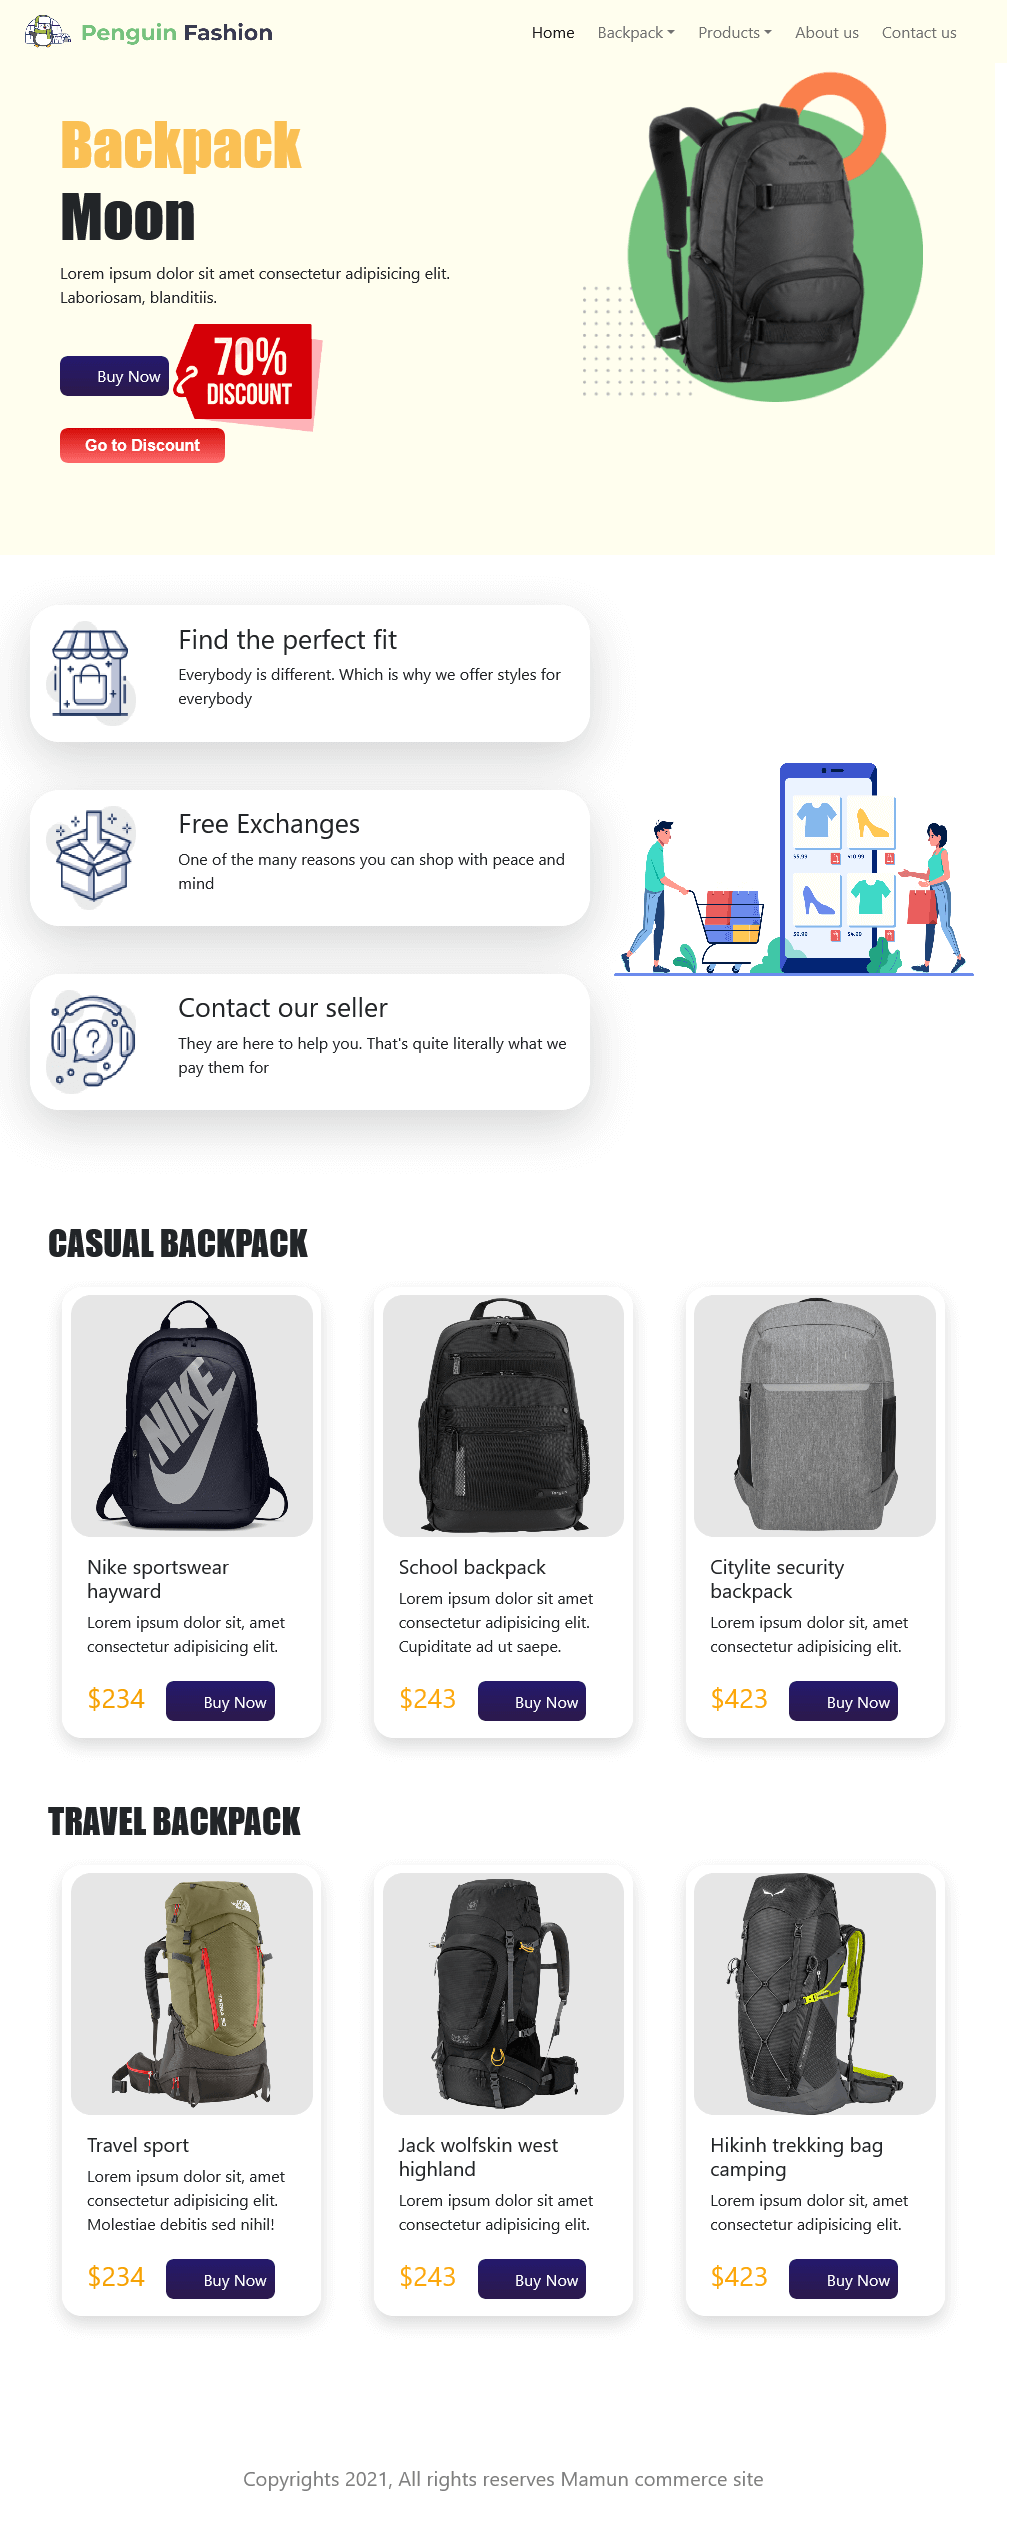 Penguin Fashion
Home Backpack Products About us Contact us
Backpack
Moon
Lorem ipsum dolor sit amet consectetur adipisicing elit.
Laboriosam, blanditiis.
70%
DISCOUNT
Buy Now
Go to Discount
Find the perfect fit
Everybody is different. Which is why we offer styles for
everybody
Free Exchanges
One of the many reasons you can shop with peace and
mind
Contact our seller
They are here to help you. That's quite literally what we
pay them for
CASUAL BACKPACK
NIKE
Nike sportswear
hayward
Lorem ipsum dolor sit, amet
consectetur adipisicing elit.
$234 Buy Now
School backpack
Lorem ipsum dolor sit amet
consectetur adipisicing elit.
Cupiditate ad ut saepe.
$243 Buy Now
Citylite security
backpack
Lorem ipsum dolor sit, amet
consectetur adipisicing elit.
$423 Buy Now
TRAVEL BACKPACK
Travel sport
Lorem ipsum dolor sit, amet
consectetur adipisicing elit.
Molestiae debitis sed nihil!
$234 Buy Now
Jack wolfskin west
highland
Lorem ipsum dolor sit amet
consectetur adipisicing elit.
$243 Buy Now
Hikinh trekking bag
camping
Lorem ipsum dolor sit, amet
consectetur adipisicing elit.
$423 Buy Now
Copyrights 2021, All rights reserves Mamun commerce site